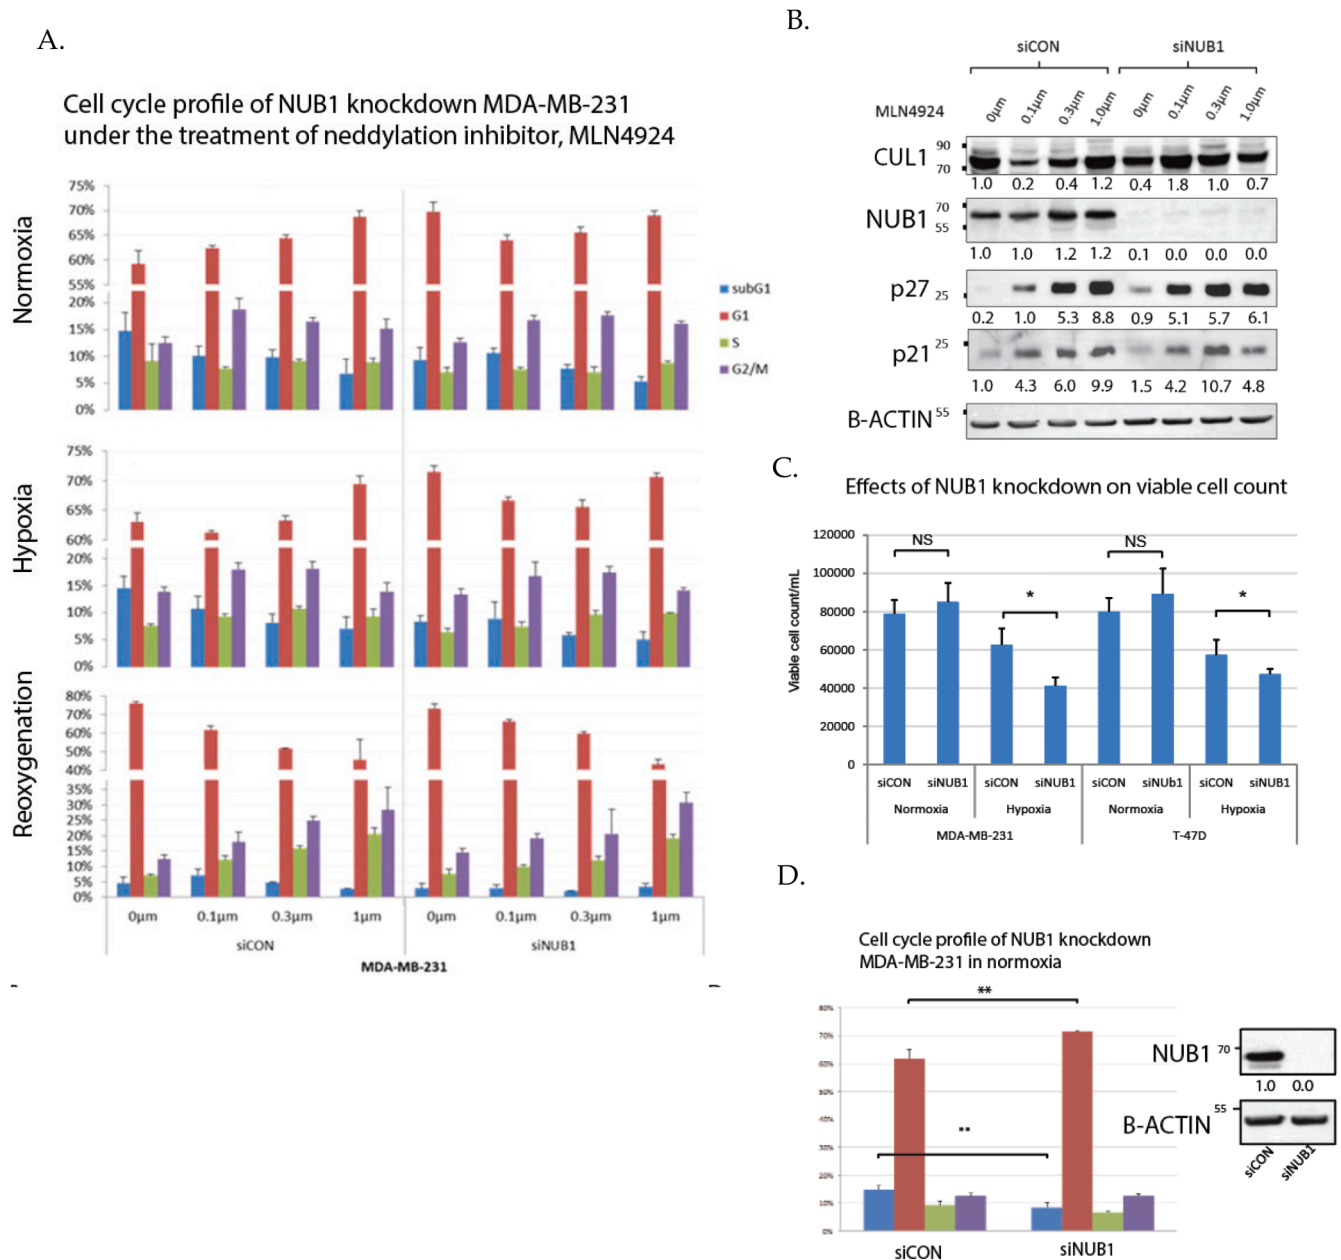 A.
Cell cycle profile of NUB1 knockdown MDA-MB-231
under the treatment of neddylation inhibitor, MLN4924
Normoxia
75%
70%
65%
60%
55%
20%
15%
10%
5%
0%
subG1
G1
S
G2/M
Hypoxia
75%
70%
60%
20%
15%
10%
5%
0%
Reoxygenation
80%
70%
60%
50%
40%
35%
30%
25%
20%
15%
10%
5%
0%
0µm 0.1µm 0.3µm 1µm 0µm 0.1µm 0.3µm 1µm
siCON siNUB1
MDA-MB-231
B.
siCON siNUB1
MLN4924 0µm 0.1µm 0.3µm 1.0µm 0µm 0.1µm 0.3µm 1.0µm
CUL1 90 70
1.0 0.2 0.4 1.2 0.4 1.8 1.0 0.7
NUB1 70 55
1.0 1.0 1.2 1.2 0.1 0.0 0.0 0.0
p27 25
0.2 1.0 5.3 8.8 0.9 5.1 5.7 6.1
p21 25
1.0 4.3 6.0 9.9 1.5 4.2 10.7 4.8
B-ACTIN 55
C.
Effects of NUB1 knockdown on viable cell count
Viable cell count/mL
120000
100000
80000
60000
40000
20000
0
NS * NS *
siCON siNUB1 siCON siNUB1 siCON siNUb1 siCON siNUB1
Normoxia Hypoxia Normoxia Hypoxia
MDA-MB-231 T-47D
D.
Cell cycle profile of NUB1 knockdown
MDA-MB-231 in normoxia
80%
70%
60%
50%
40%
30%
20%
10%
0%
**
**
siCON siNUB1
NUB1 70
1.0 0.0
B-ACTIN 55
siCON siNUB1